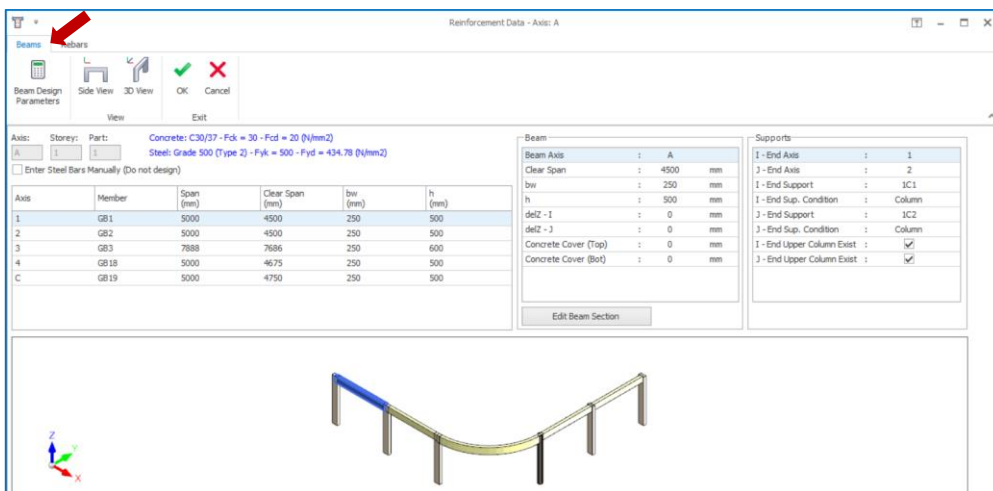 Reinforcement Data - Axis: A
Beams Rebars
Beam Design Parameters
Side View
3D View
OK
Cancel
View
Exit
Axis: Storey: Part:
A 1 1
Concrete: C30/37 - Fck = 30 - Fcd = 20 (N/mm2)
Steel: Grade 500 (Type 2) - Fyk = 500 - Fyd = 434.78 (N/mm2)
Enter Steel Bars Manually (Do not design)
Axis Member Span (mm) Clear Span (mm) bw (mm) h (mm)
1 GB1 5000 4500 250 500
2 GB2 5000 4500 250 500
3 GB3 7888 7686 250 600
4 GB18 5000 4675 250 500
C GB19 5000 4750 250 500
Beam
Beam Axis : A
Clear Span : 4500 mm
bw : 250 mm
h : 500 mm
delZ - I : 0 mm
delZ - J : 0 mm
Concrete Cover (Top) : 0 mm
Concrete Cover (Bot) : 0 mm
Edit Beam Section
Supports
I - End Axis : 1
J - End Axis : 2
I - End Support : 1C1
I - End Sup. Condition : Column
J - End Support : 1C2
J - End Sup. Condition : Column
I - End Upper Column Exist :
J - End Upper Column Exist :
Z
Y
X